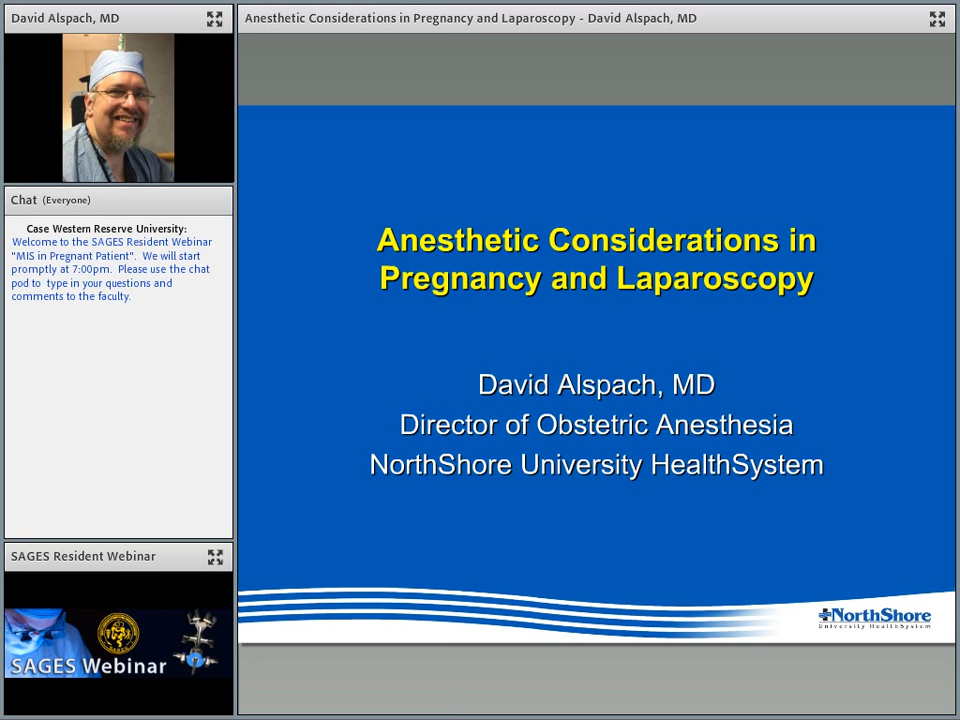 David Alspach, MD
Anesthetic Considerations in Pregnancy and Laparoscopy - David Alspach, MD
Chat (Everyone)
Case Western Reserve University:
Welcome to the SAGES Resident Webinar
"MIS in Pregnant Patient". We will start
promptly at 7:00pm. Please use the chat
pod to type in your questions and
comments to the faculty.
SAGES Resident Webinar
SAGES Webinar
Anesthetic Considerations in
Pregnancy and Laparoscopy
David Alspach, MD
Director of Obstetric Anesthesia
NorthShore University HealthSystem
NorthShore
University HealthSystem